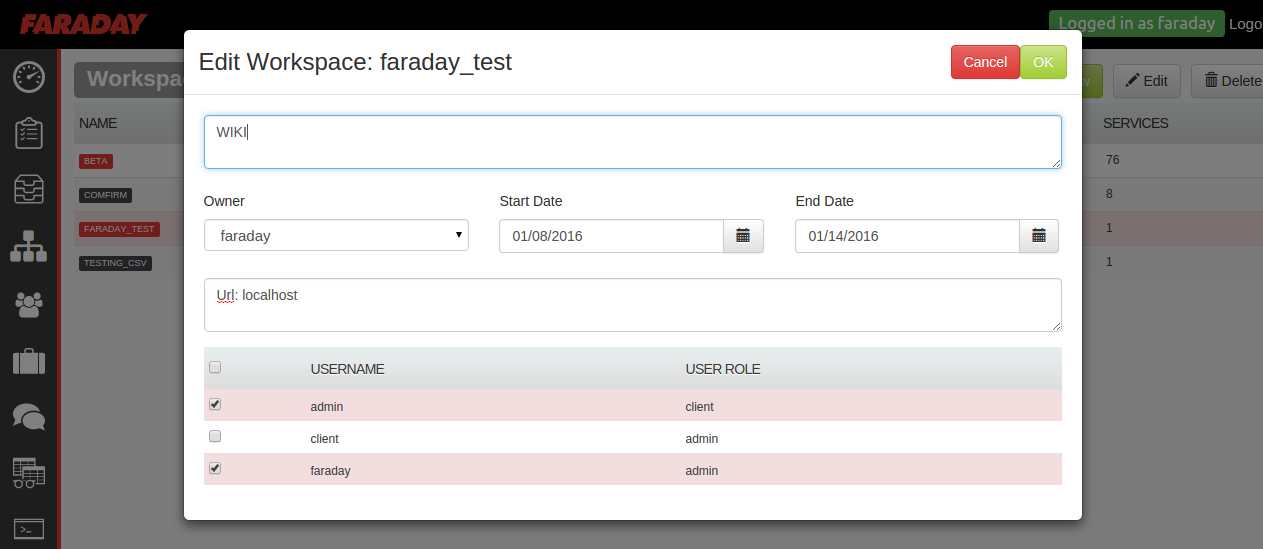 FARADAY
Logged in as faraday Logo
Edit Workspace: faraday_test
Cancel OK
Workspa
w Edit Delete
NAME SERVICES
WIKI
BETA 76
COMFIRM 8
Owner Start Date End Date
FARADAY_TEST 1
faraday 01/08/2016 01/14/2016
TESTING_CSV 1
Url: localhost
USERNAME USER ROLE
admin client
client admin
faraday admin
>_